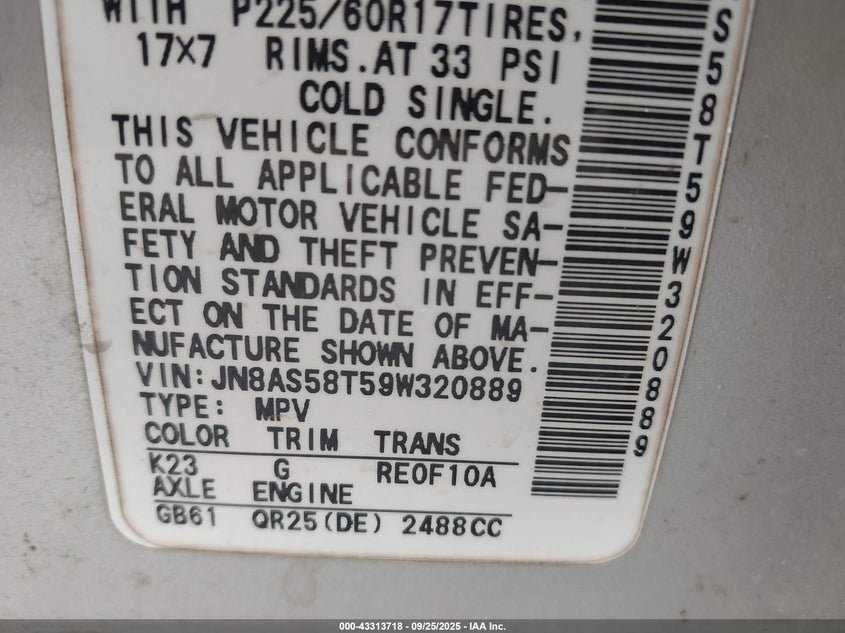 WITH P225/60R17TIRES,
17X7 RIMS.AT 33 PSI
COLD SINGLE.
THIS VEHICLE CONFORMS
TO ALL APPLICABLE FED-
ERAL MOTOR VEHICLE SA-
FETY AND THEFT PREVEN-
TION STANDARDS IN EFF-
ECT ON THE DATE OF MA-
NUFACTURE SHOWN ABOVE.
VIN:JN8AS58T59W320889
TYPE: MPV
COLOR TRIM TRANS
K23 G RE0F10A
AXLE ENGINE
GB61 QR25(DE) 2488CC
S58T59W320889
000-43313718 - 09/25/2025 - IAA Inc.